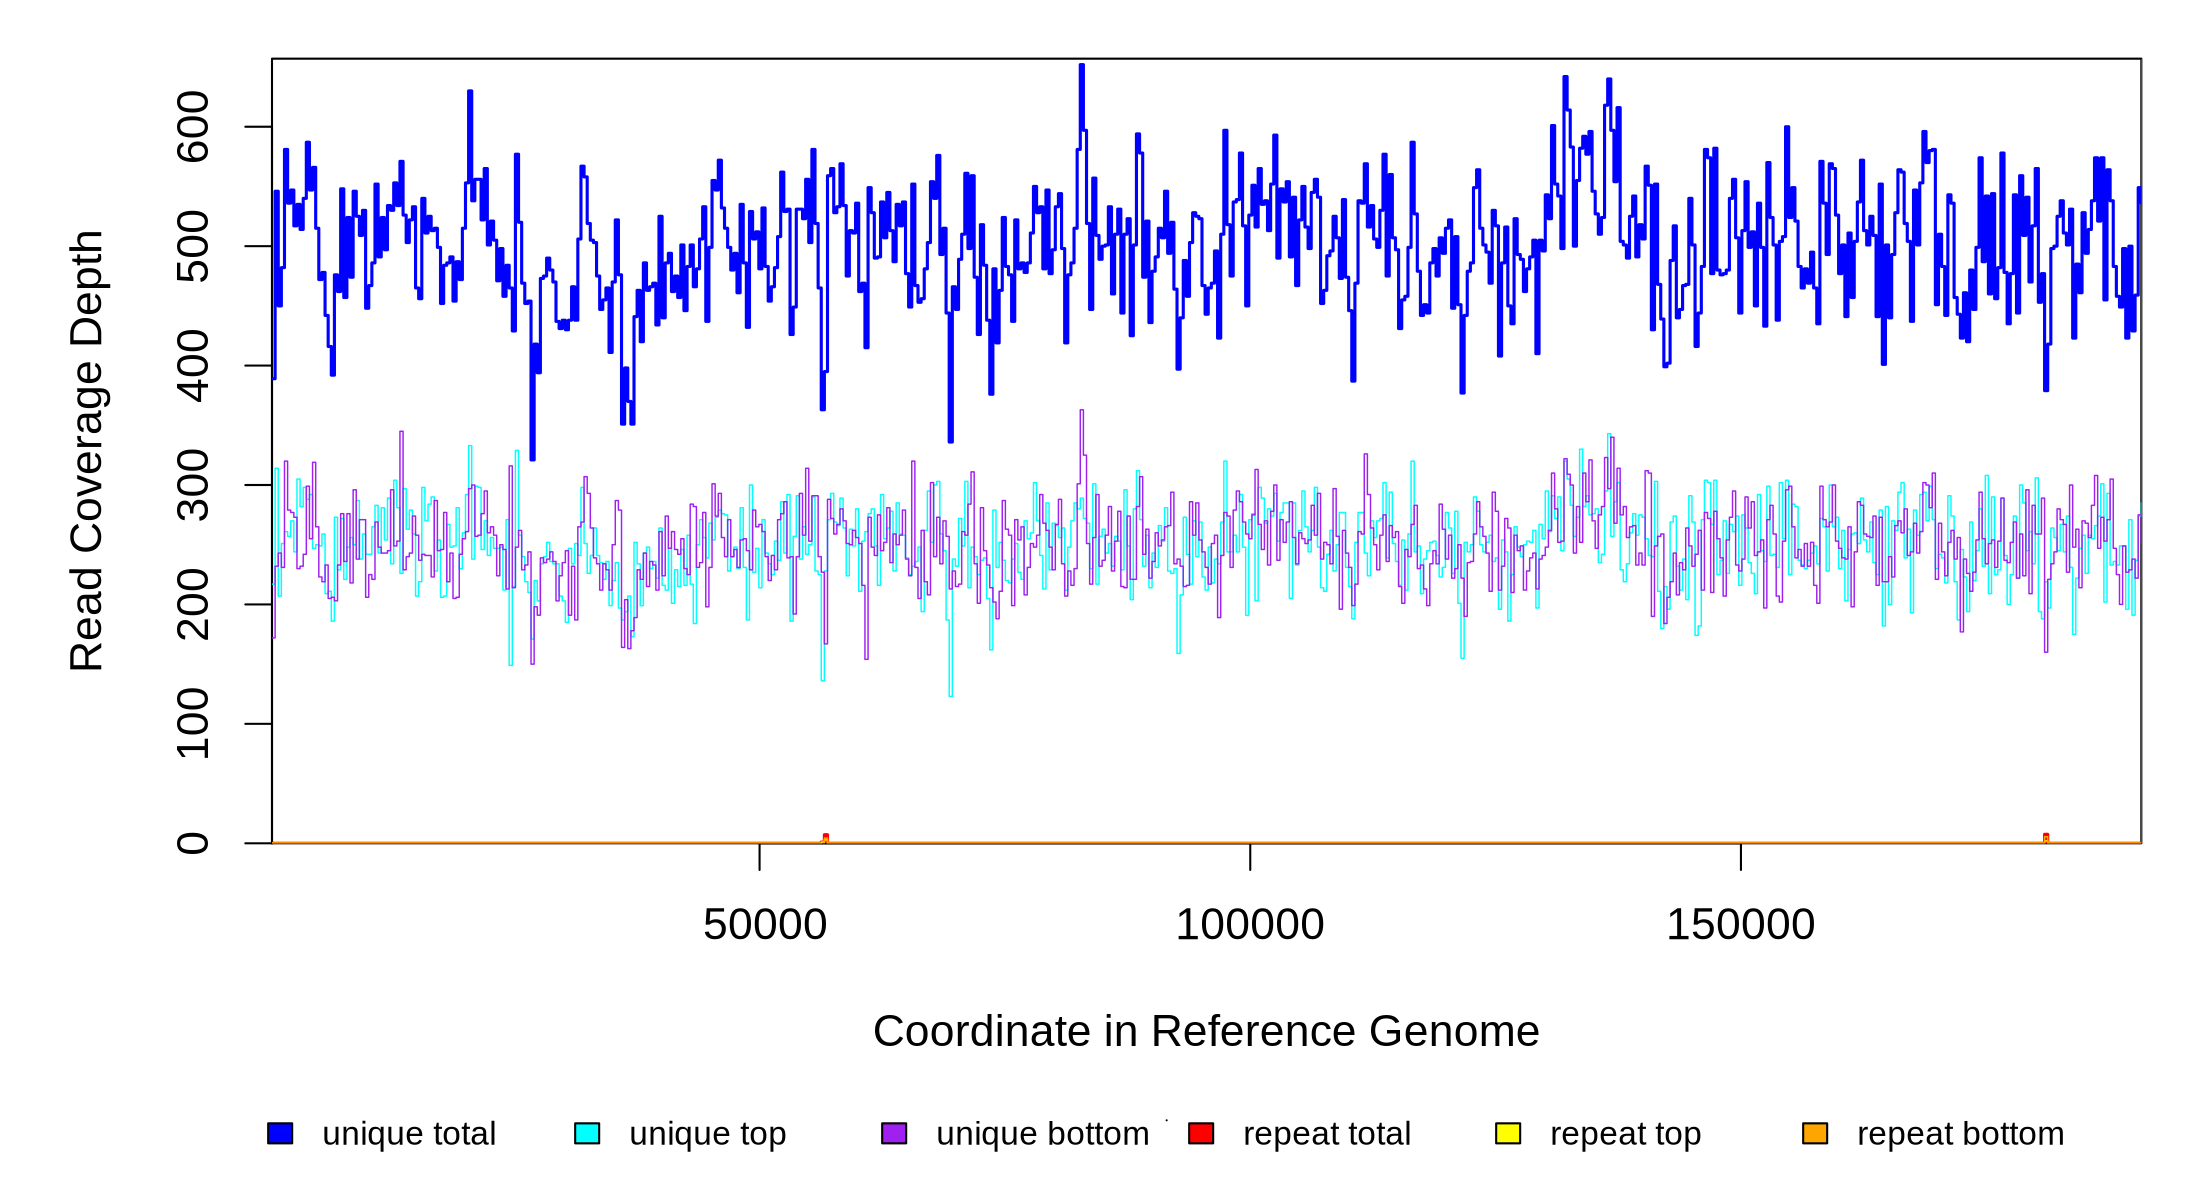 600
500
400
300
200
100
0
Read Coverage Depth
50000 100000 150000
Coordinate in Reference Genome
unique total unique top unique bottom repeat total repeat top repeat bottom